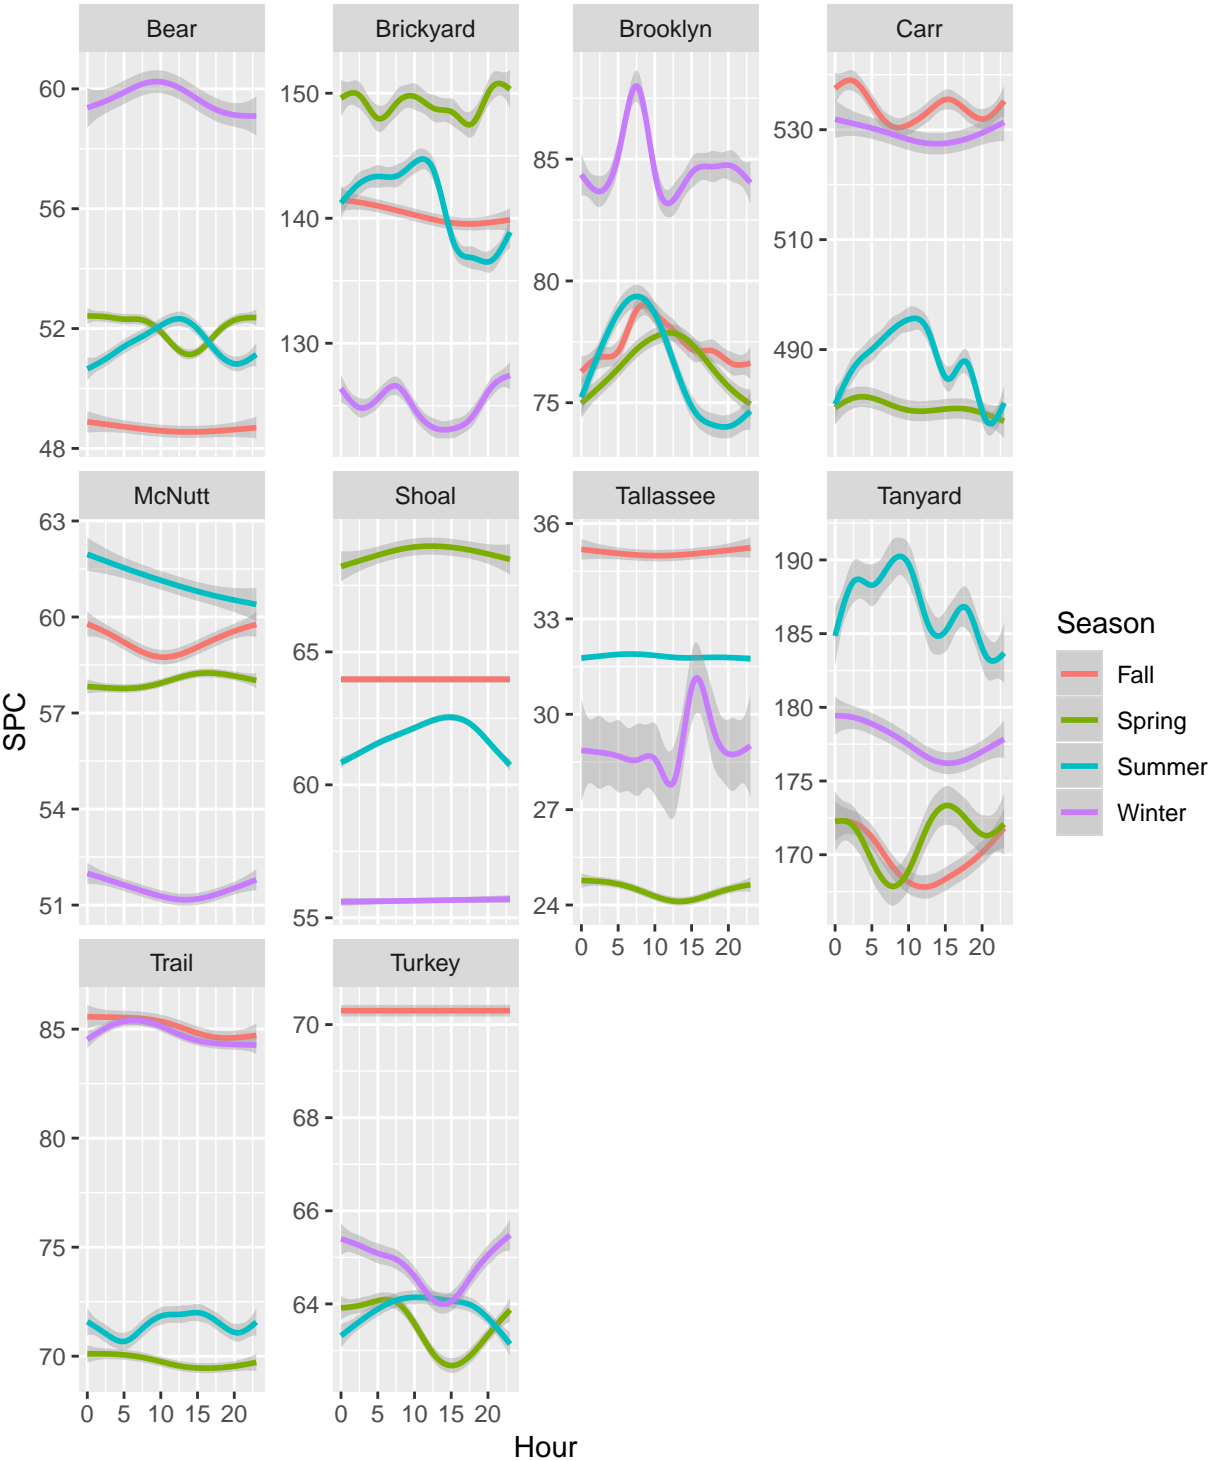 Bear Brickyard Brooklyn Carr
60
56
52
48
150
140
130
85
80
75
530
510
490
McNutt Shoal Tallassee Tanyard
63
60
57
54
51
65
60
55
36
33
30
27
24
190
185
180
175
170
0 5 10 15 20
0 5 10 15 20
Trail Turkey
85
80
75
70
70
68
66
64
0 5 10 15 20
0 5 10 15 20
SPC
Hour
Season
Fall
Spring
Summer
Winter